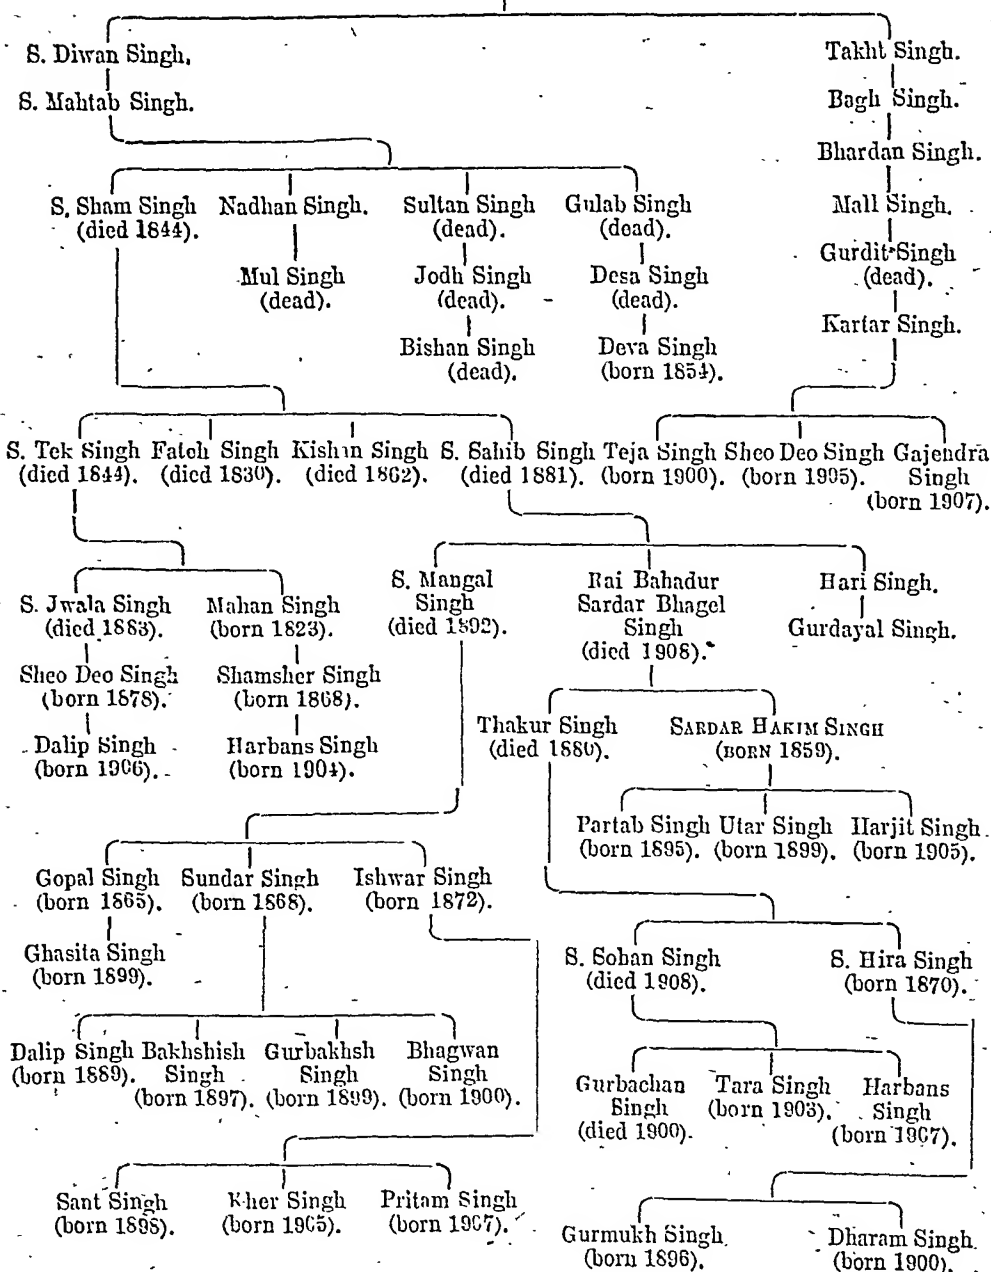 S. Diwan Singh. Takht Singh.
S. Mahtab Singh. Bagh Singh.
Bhardan Singh.
S. Sham Singh Nadhan Singh. Sultan Singh Gulab Singh Mall Singh.
(died 1844). (dead). (dead).
Gurdit Singh
(dead).
Mul Singh Jodh Singh Desa Singh
(dead). (dead). (dead).
Kartar Singh.
Bishan Singh Deva Singh
(dead). (born 1854).
S. Tek Singh Fateh Singh Kishin Singh S. Sahib Singh Teja Singh Sheo Deo Singh Gajendra
(died 1844). (died 1830). (died 1862). (died 1881). (born 1900). (born 1905). Singh
(born 1907).
S. Mangal Rai Bahadur Hari Singh.
S. Jwala Singh Mahan Singh Singh Sardar Bhagel
(died 1883). (born 1823). (died 1892). Singh Gurdayal Singh.
(died 1908).
Sheo Deo Singh Shamsher Singh
(born 1878). (born 1868).
Thakur Singh SARDAR HAKIM SINGH
(died 1880). (BORN 1859).
Dalip Singh Harbans Singh
(born 1906). (born 1904).
Partab Singh Utar Singh Harjit Singh
(born 1895). (born 1899). (born 1905).
Gopal Singh Sundar Singh Ishwar Singh
(born 1865). (born 1868). (born 1872).
Ghasita Singh S. Sohan Singh S. Hira Singh
(born 1899). (died 1908). (born 1870).
Dalip Singh Bakhshish Gurbakhsh Bhagwan
(born 1889). Singh Singh Singh
(born 1897). (born 1899). (born 1900).
Gurbachan Tara Singh Harbans
Singh (born 1903). Singh
(died 1900). (born 1907).
Sant Singh Kher Singh Pritam Singh
(born 1898). (born 1905). (born 1907).
Gurmukh Singh Dharam Singh.
(born 1896). (born 1900).